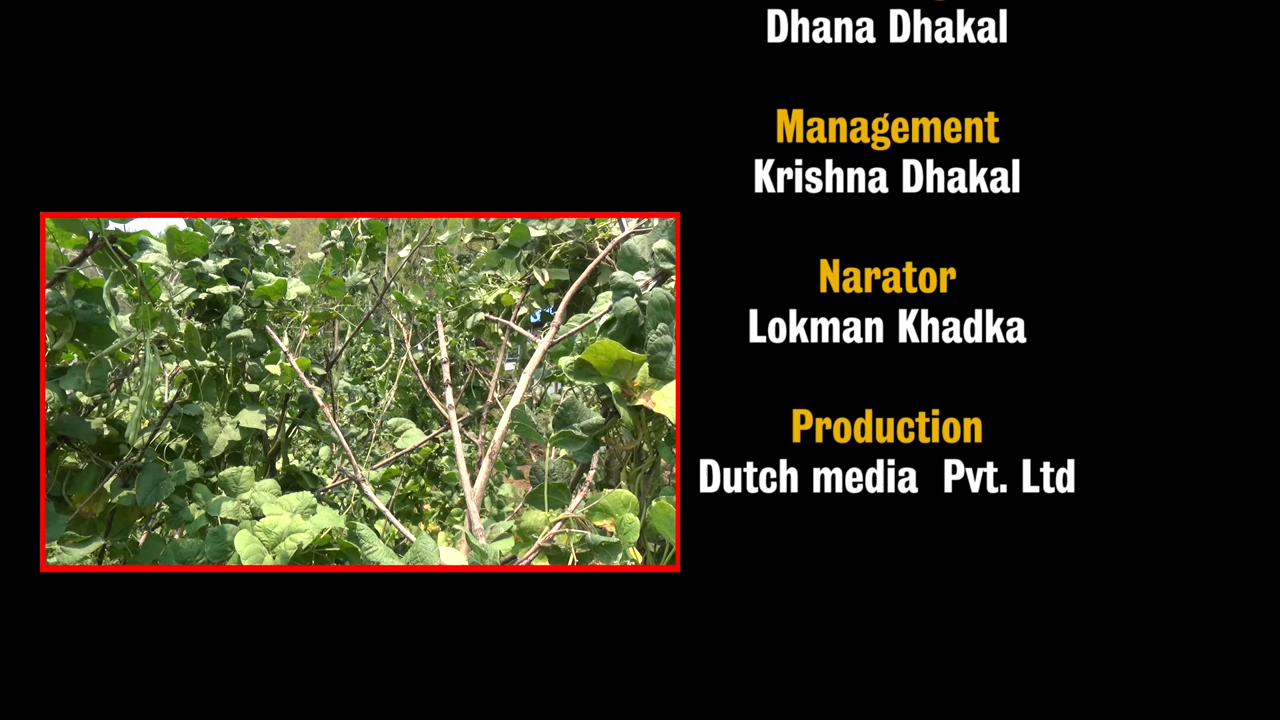 Dhana Dhakal
Management
Krishna Dhakal
Narator
Lokman Khadka
Production
Dutch media Pvt. Ltd